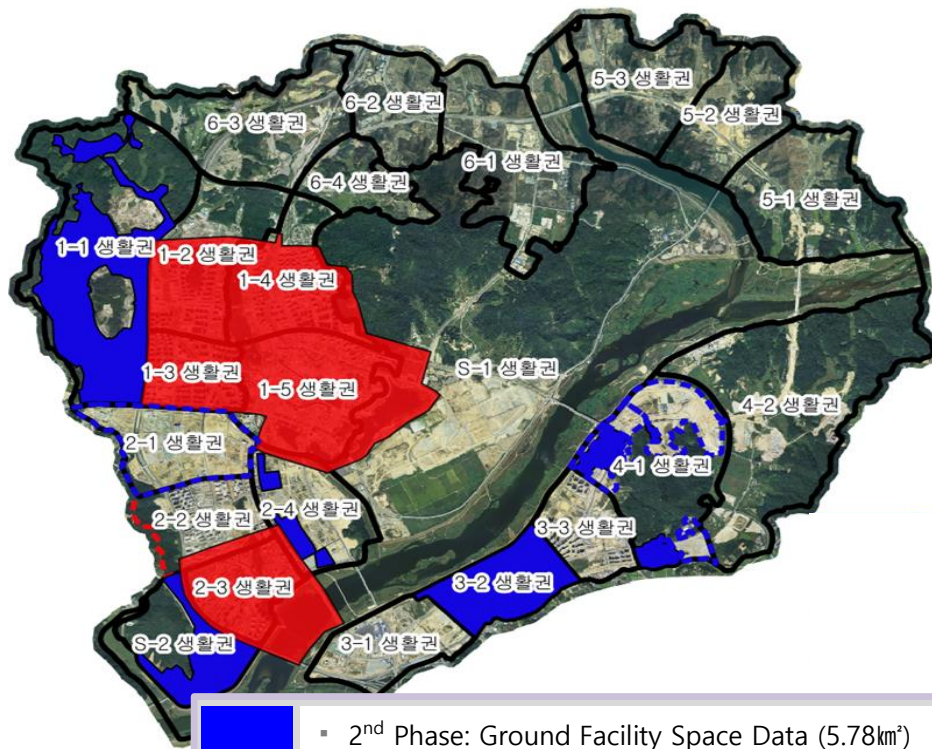 5-3 생활권
6-2 생활권
5-2 생활권
6-3 생활권
6-1 생활권
6-4 생활권
5-1 생활권
1-1 생활권
1-2 생활권
1-4 생활권
S-1 생활권
1-3 생활권
1-5 생활권
4-2 생활권
2-1 생활권
4-1 생활권
2-4 생활권
2-2 생활권
3-3 생활권
2-3 생활권
3-2 생활권
S-2 생활권
3-1 생활권
▪ 2nd Phase: Ground Facility Space Data (5.78㎢)